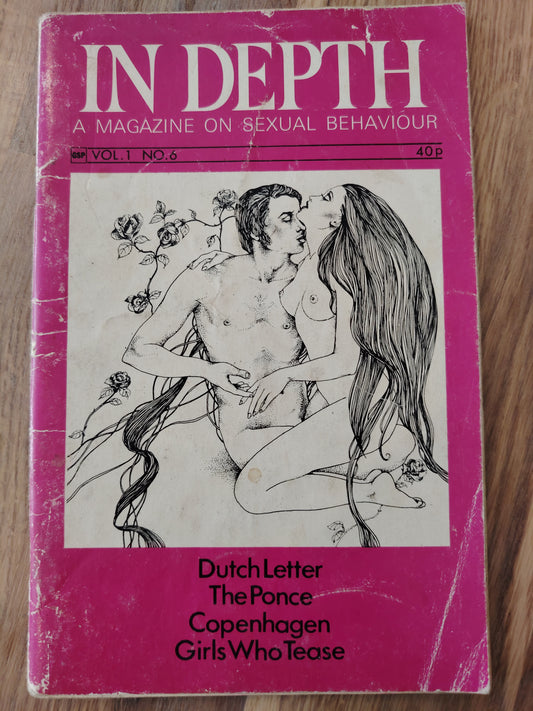 IN DEPTH
A MAGAZINE ON SEXUAL BEHAVIOUR
GSP VOL.1 NO.6 40p
Dutch Letter
The Ponce
Copenhagen
Girls Who Tease